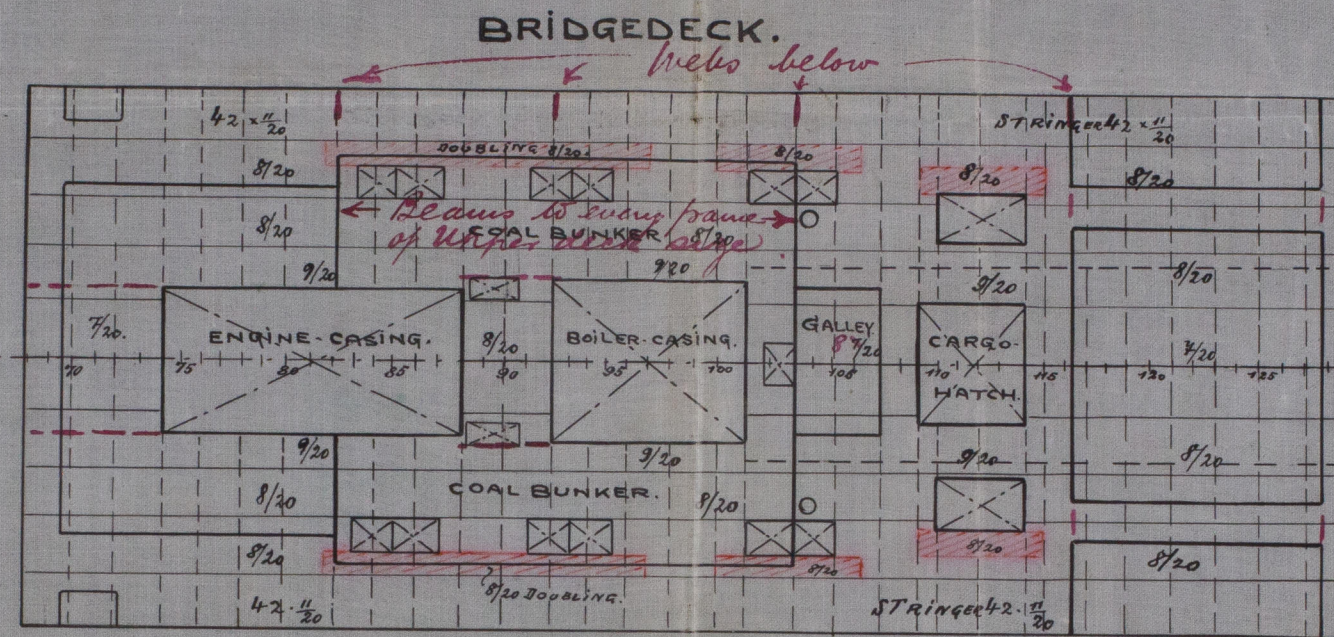 BRIDGEDECK.
Webs below
42 × 11/20
STRINGER 42 × 11/20
DOUBLING 8/20.
8/20
8/20
8/20
8/20
8/20
← Beams to every frame →
of Upper deck
COAL BUNKER 8/20
9/20
9/20
9/20
8/20
7/20.
ENGINE-CASING.
8/20
BOILER-CASING.
GALLEY
8 7/20
CARGO-
HATCH.
7/20
70 75 80 85 90 95 100 105 110 115 120 125
9/20
9/20
9/20
8/20
8/20
COAL BUNKER.
8/20
8/20
8/20
8/20
8/20
8/20 DOUBLING.
42 · 11/20
STRINGER 42 · 11/20